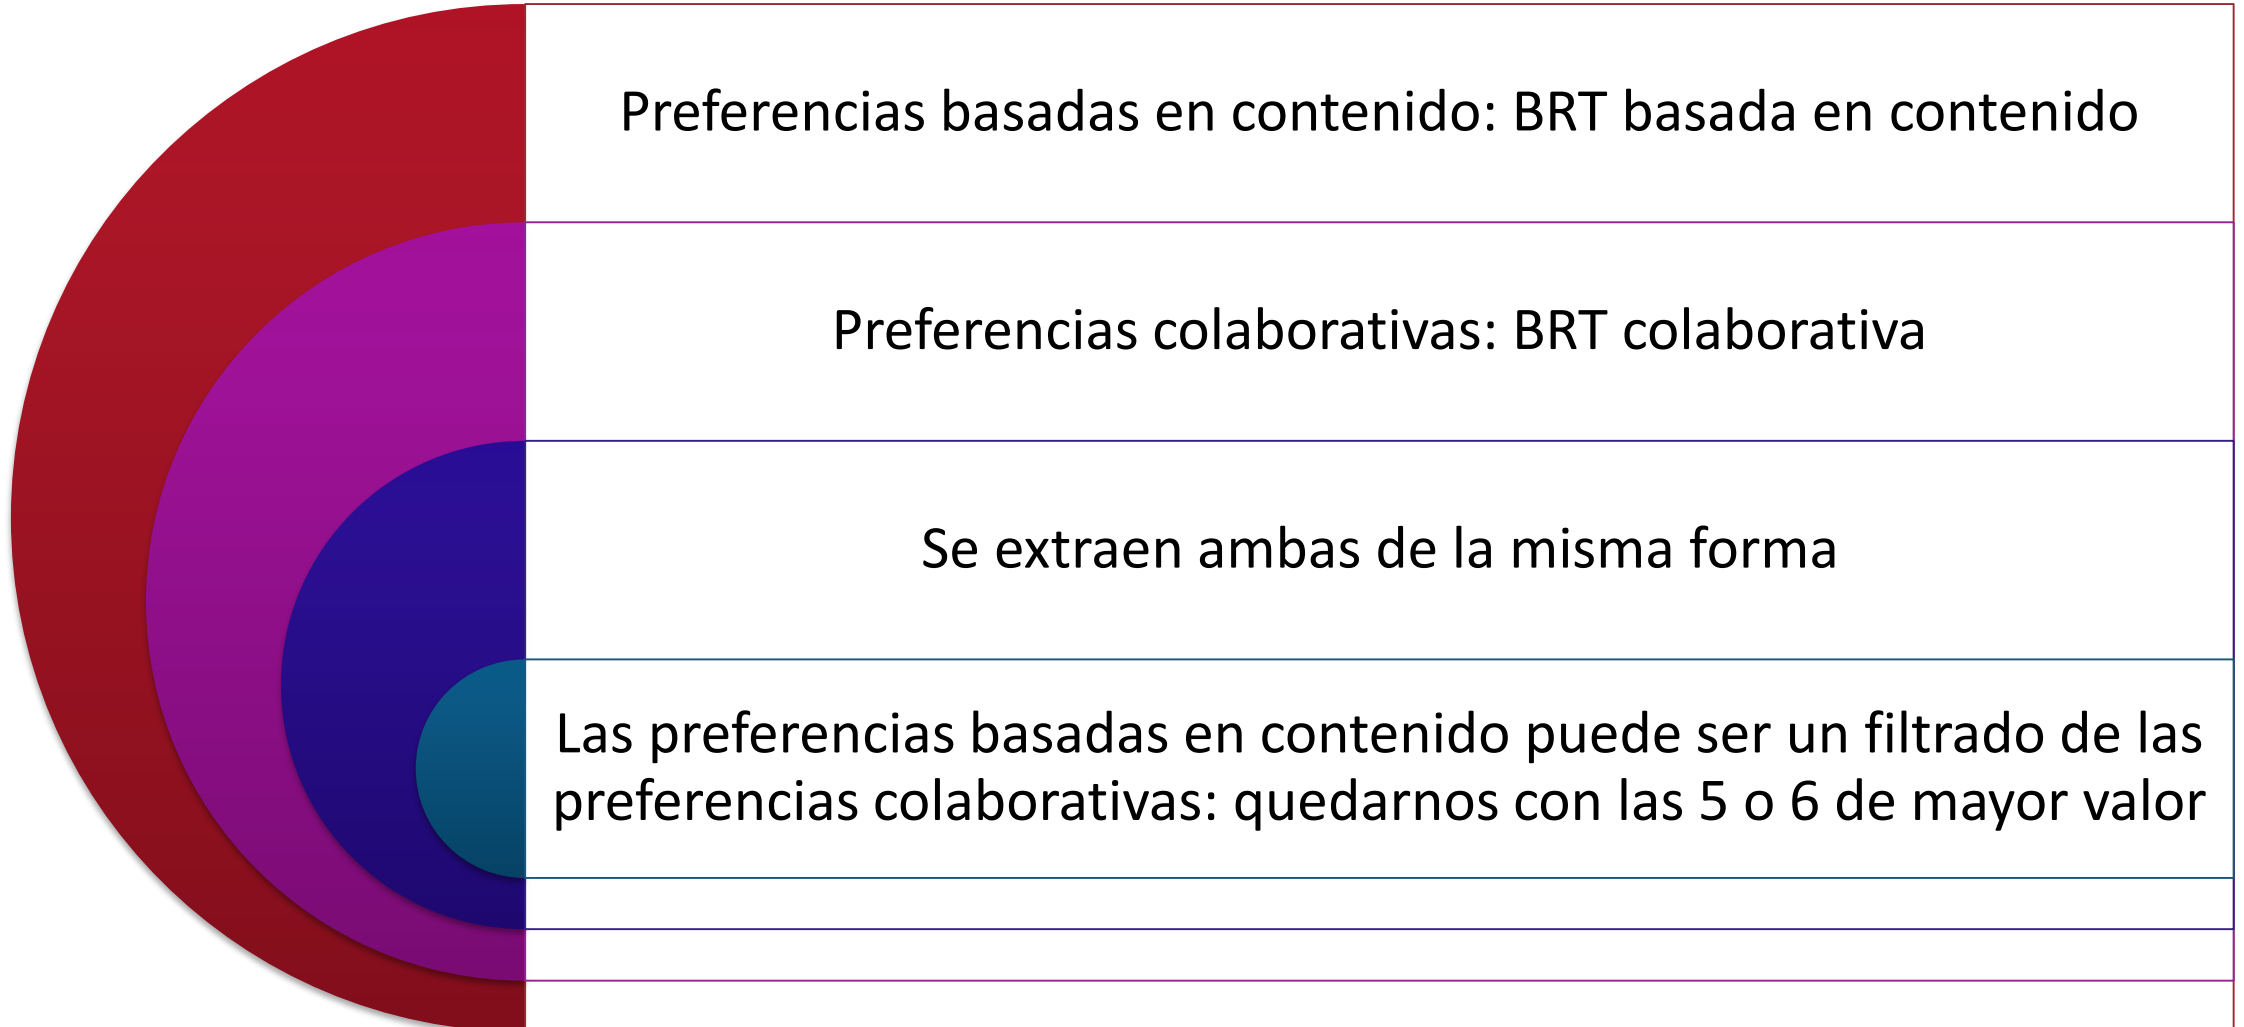 Preferencias basadas en contenido: BRT basada en contenido
Preferencias colaborativas: BRT colaborativa
Se extraen ambas de la misma forma
Las preferencias basadas en contenido puede ser un filtrado de las
preferencias colaborativas: quedarnos con las 5 o 6 de mayor valor